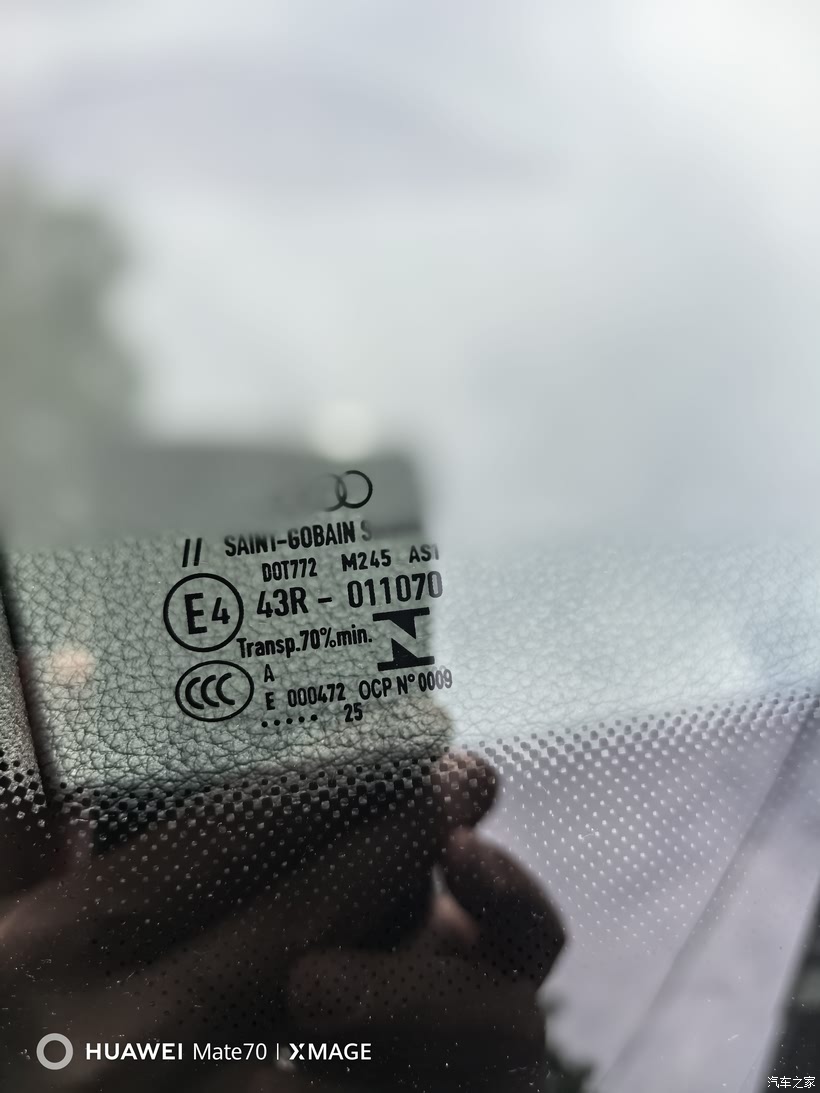 // SAINT-GOBAIN S
DOT772 M245 AS1
E4 43R - 011070
Transp.70%min.
CCC A
E 000472 OCP N° 0009
..... 25
HUAWEI Mate70 | XMAGE
汽车之家